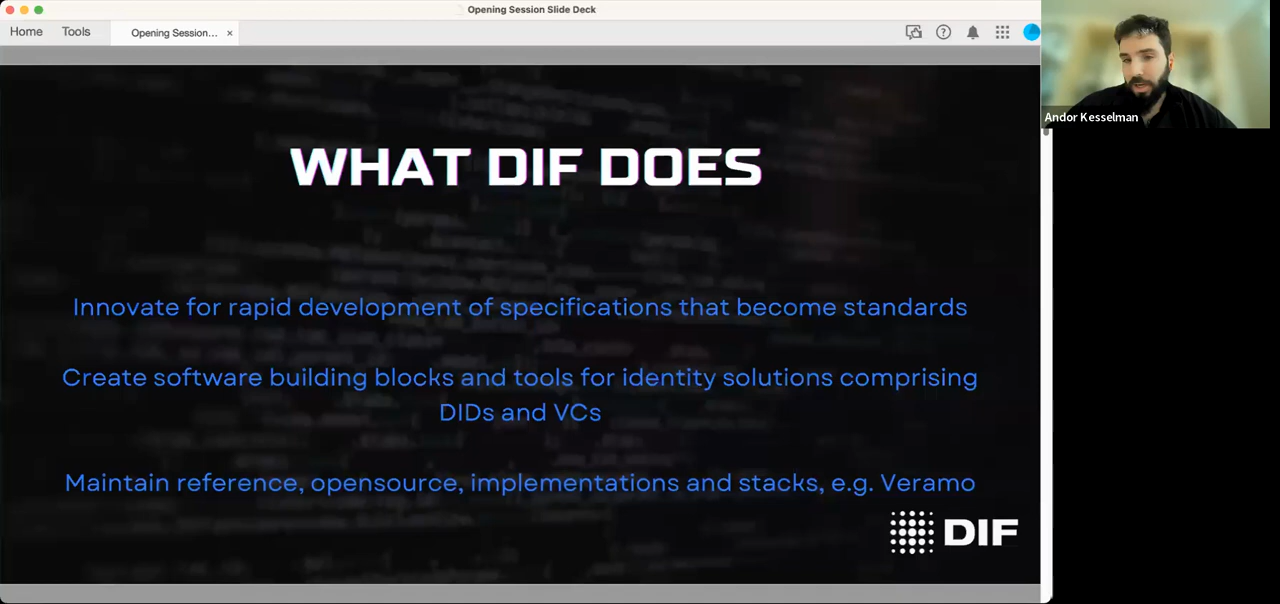 Opening Session Slide Deck
Home Tools Opening Session... ×
Andor Kesselman
WHAT DIF DOES
Innovate for rapid development of specifications that become standards
Create software building blocks and tools for identity solutions comprising
DIDs and VCs
Maintain reference, opensource, implementations and stacks, e.g. Veramo
DIF